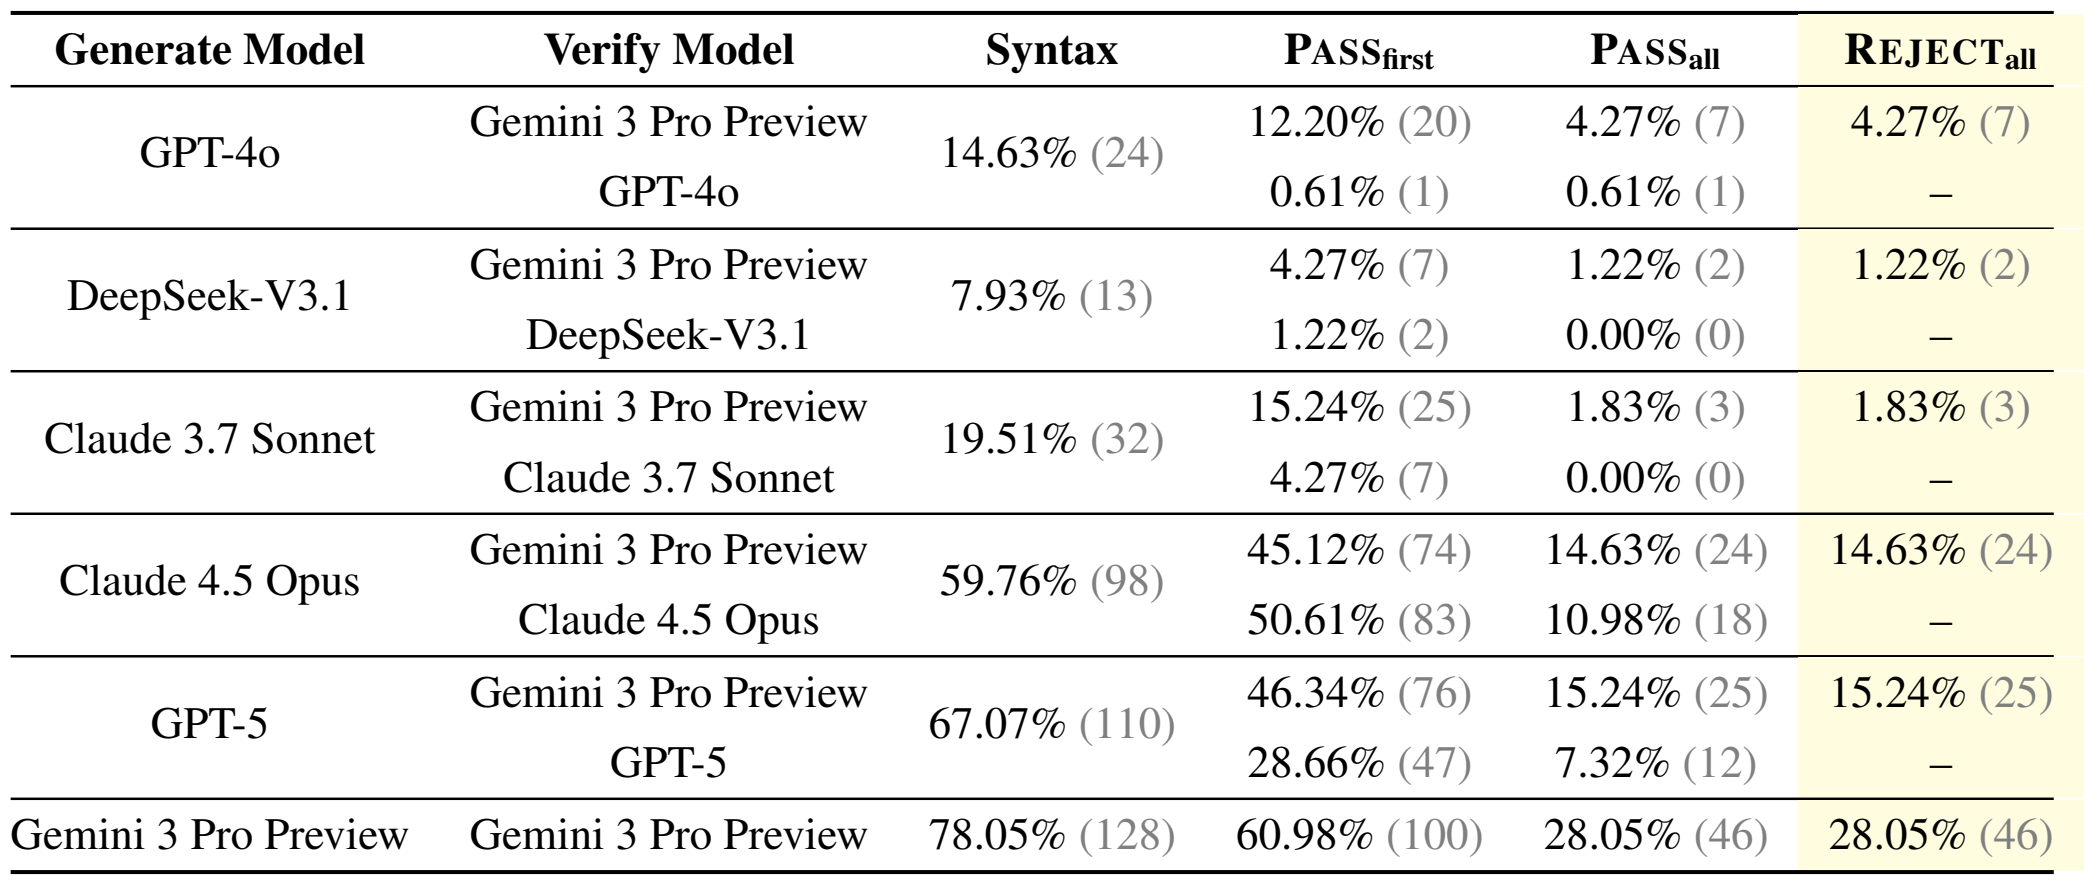 Generate Model Verify Model Syntax PASSfirst PASSall REJECTall
GPT-4o Gemini 3 Pro Preview 14.63% (24) 12.20% (20) 4.27% (7) 4.27% (7)
GPT-4o 0.61% (1) 0.61% (1) –
DeepSeek-V3.1 Gemini 3 Pro Preview 7.93% (13) 4.27% (7) 1.22% (2) 1.22% (2)
DeepSeek-V3.1 1.22% (2) 0.00% (0) –
Claude 3.7 Sonnet Gemini 3 Pro Preview 19.51% (32) 15.24% (25) 1.83% (3) 1.83% (3)
Claude 3.7 Sonnet 4.27% (7) 0.00% (0) –
Claude 4.5 Opus Gemini 3 Pro Preview 59.76% (98) 45.12% (74) 14.63% (24) 14.63% (24)
Claude 4.5 Opus 50.61% (83) 10.98% (18) –
GPT-5 Gemini 3 Pro Preview 67.07% (110) 46.34% (76) 15.24% (25) 15.24% (25)
GPT-5 28.66% (47) 7.32% (12) –
Gemini 3 Pro Preview Gemini 3 Pro Preview 78.05% (128) 60.98% (100) 28.05% (46) 28.05% (46)